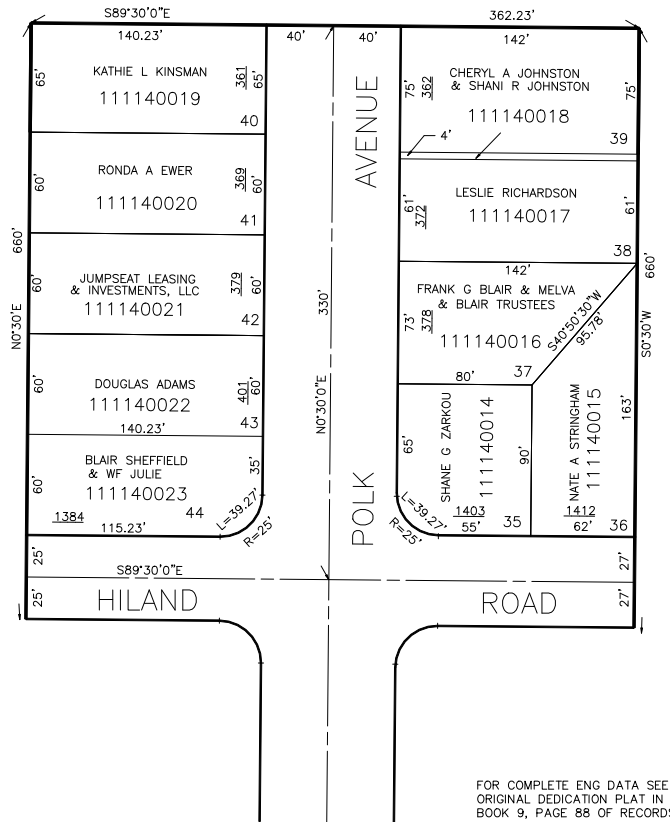 S89°30'0"E
362.23'
140.23'
40'
40'
142'
65'
KATHIE L KINSMAN
111140019
361
65'
40
75'
362
CHERYL A JOHNSTON
& SHANI R JOHNSTON
111140018
75'
39
4'
60'
RONDA A EWER
111140020
369
60'
41
61'
372
LESLIE RICHARDSON
111140017
61'
38
660'
N0°30'E
60'
JUMPSEAT LEASING
& INVESTMENTS, LLC
111140021
379
60'
42
330'
N0°30'0"E
142'
73'
378
FRANK G BLAIR & MELVA
& BLAIR TRUSTEES
111140016
37
S40°50'30"W
95.78'
660'
S0°30'W
60'
DOUGLAS ADAMS
111140022
140.23'
401
60'
43
80'
65'
SHANE G ZARKOU
111140014
90'
1403
55'
35
NATE A STRINGHAM
111140015
163'
1412
62'
36
60'
BLAIR SHEFFIELD
& WF JULIE
111140023
35'
1384
44
115.23'
L=39.27'
R=25'
L=39.27'
R=25'
POLK AVENUE
25'
S89°30'0"E
27'
25'
HILAND ROAD
27'
FOR COMPLETE ENG DATA SEE
ORIGINAL DEDICATION PLAT IN
BOOK 9, PAGE 88 OF RECORDS